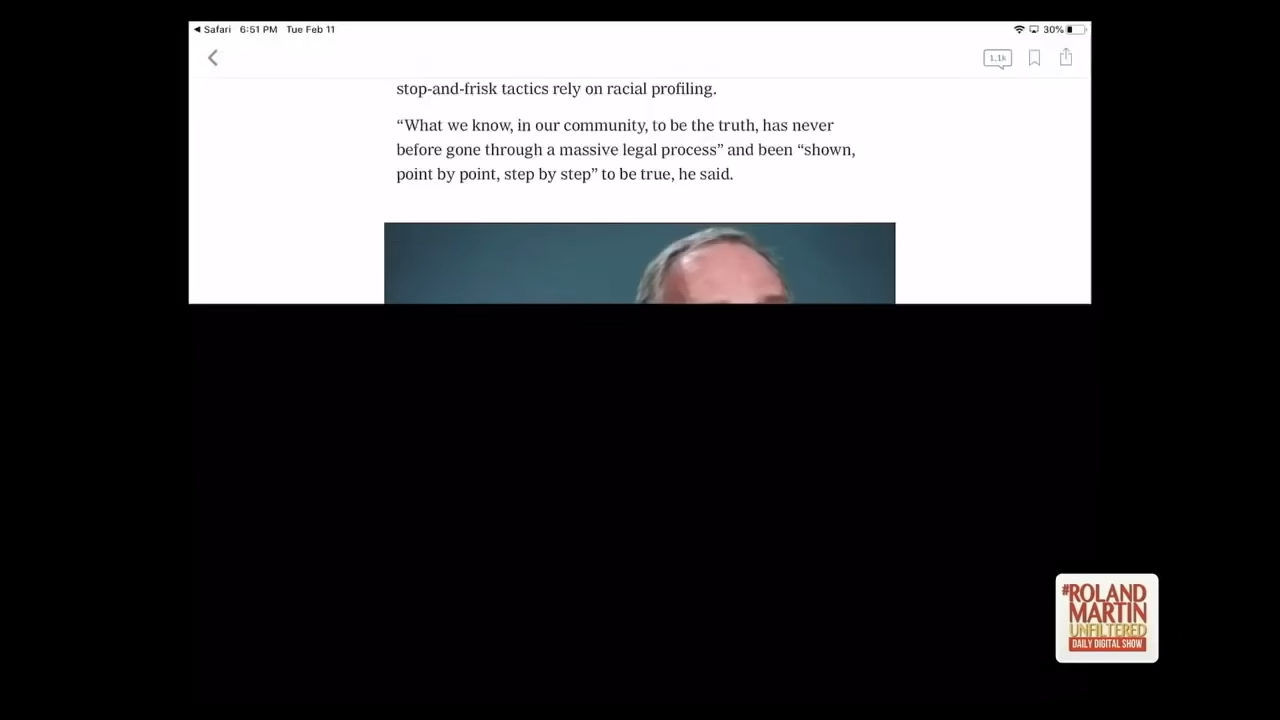 Safari 6:51 PM Tue Feb 11 30%
1.1k
stop-and-frisk tactics rely on racial profiling.
“What we know, in our community, to be the truth, has never
before gone through a massive legal process” and been “shown,
point by point, step by step” to be true, he said.
#ROLAND
MARTIN
UNFILTERED
DAILY DIGITAL SHOW